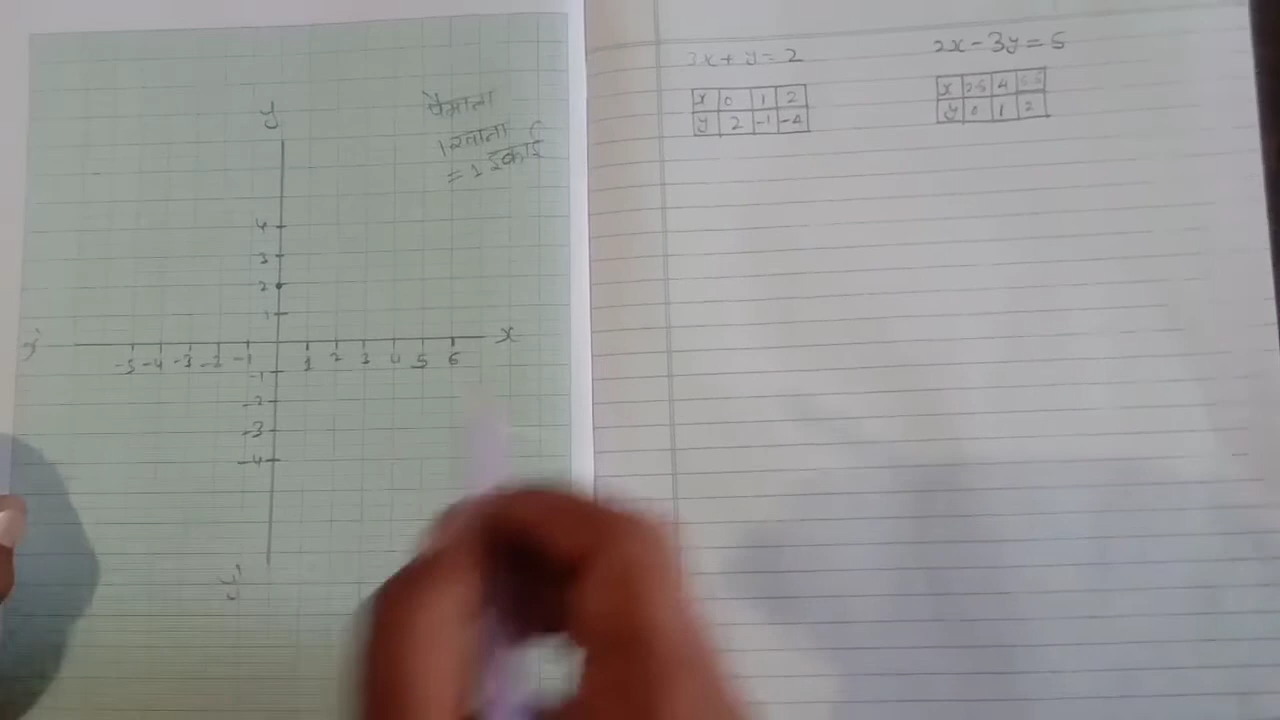 y
पैमाना
1 खाना
= 1 इकाई
4
3
2
1
x' x
-5 -4 -3 -2 -1 1 2 3 4 5 6
-1
-2
-3
-4
y'
3x + y = 2
x 0 1 2
y 2 -1 -4
2x - 3y = 5
x 2.5 4 5.5
y 0 1 2